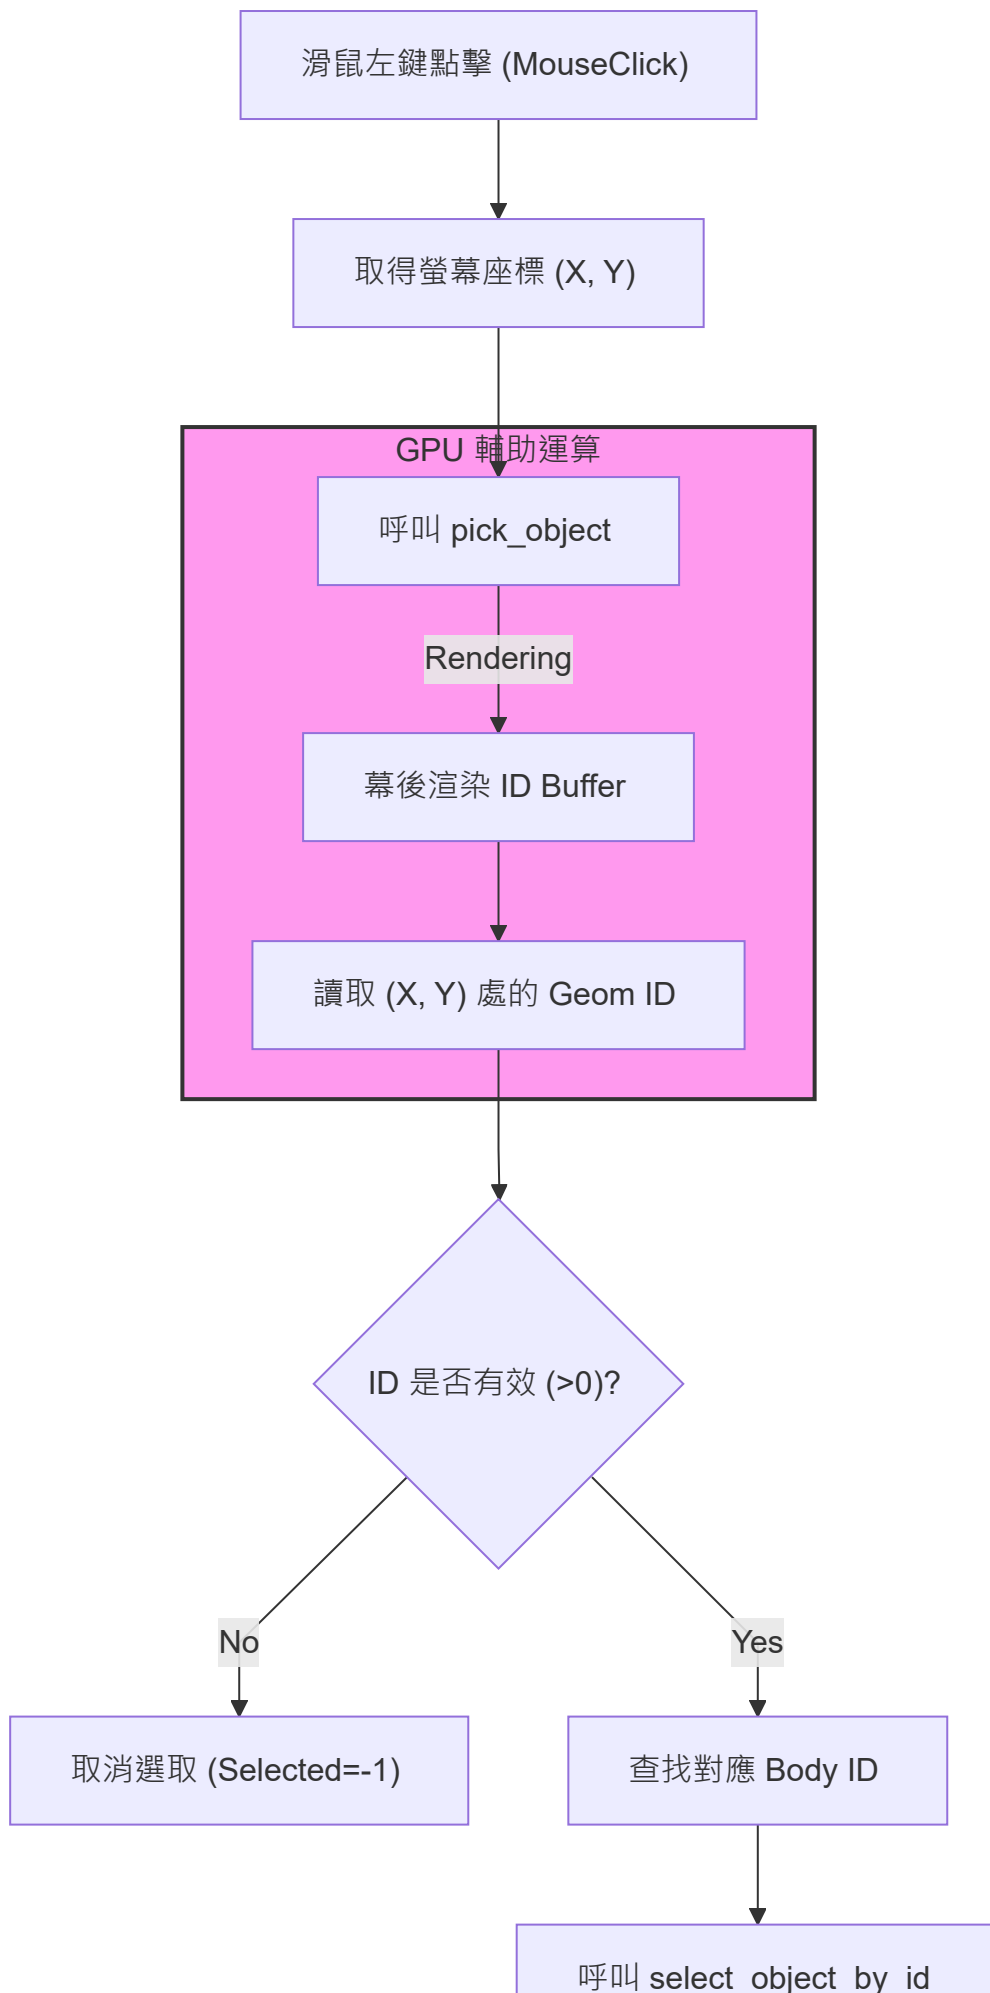 滑鼠左鍵點擊 (MouseClick)
取得螢幕座標 (X, Y)
GPU 輔助運算
呼叫 pick_object
Rendering
幕後渲染 ID Buffer
讀取 (X, Y) 處的 Geom ID
ID 是否有效 (>0)?
No
Yes
取消選取 (Selected=-1)
查找對應 Body ID
呼叫 select_object_by_id